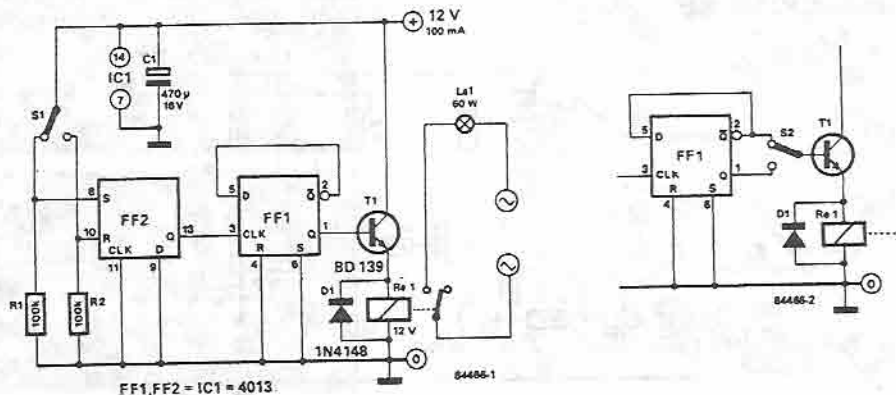 12 V
100 mA
14
C1
IC1
7
470 µ
16V
S1
La1
60 W
8
S
FF2
10
R
CLK
D
Q
13
11
9
R1
100k
R2
100k
5
D
Q̅
2
3
CLK
FF1
Q
1
R
S
4
6
T1
BD 139
D1
Re 1
12 V
1N4148
0
84466-1
FF1,FF2 = IC1 = 4013
5
D
Q̅
2
S2
T1
FF1
3
CLK
Q
1
R
S
4
6
D1
Re 1
84466-2
0